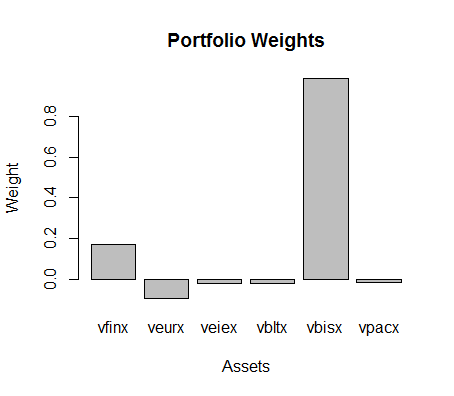 Portfolio Weights
Weight
0.8
0.6
0.4
0.2
0.0
vfinx veurx veiex vbltx vbisx vpacx
Assets